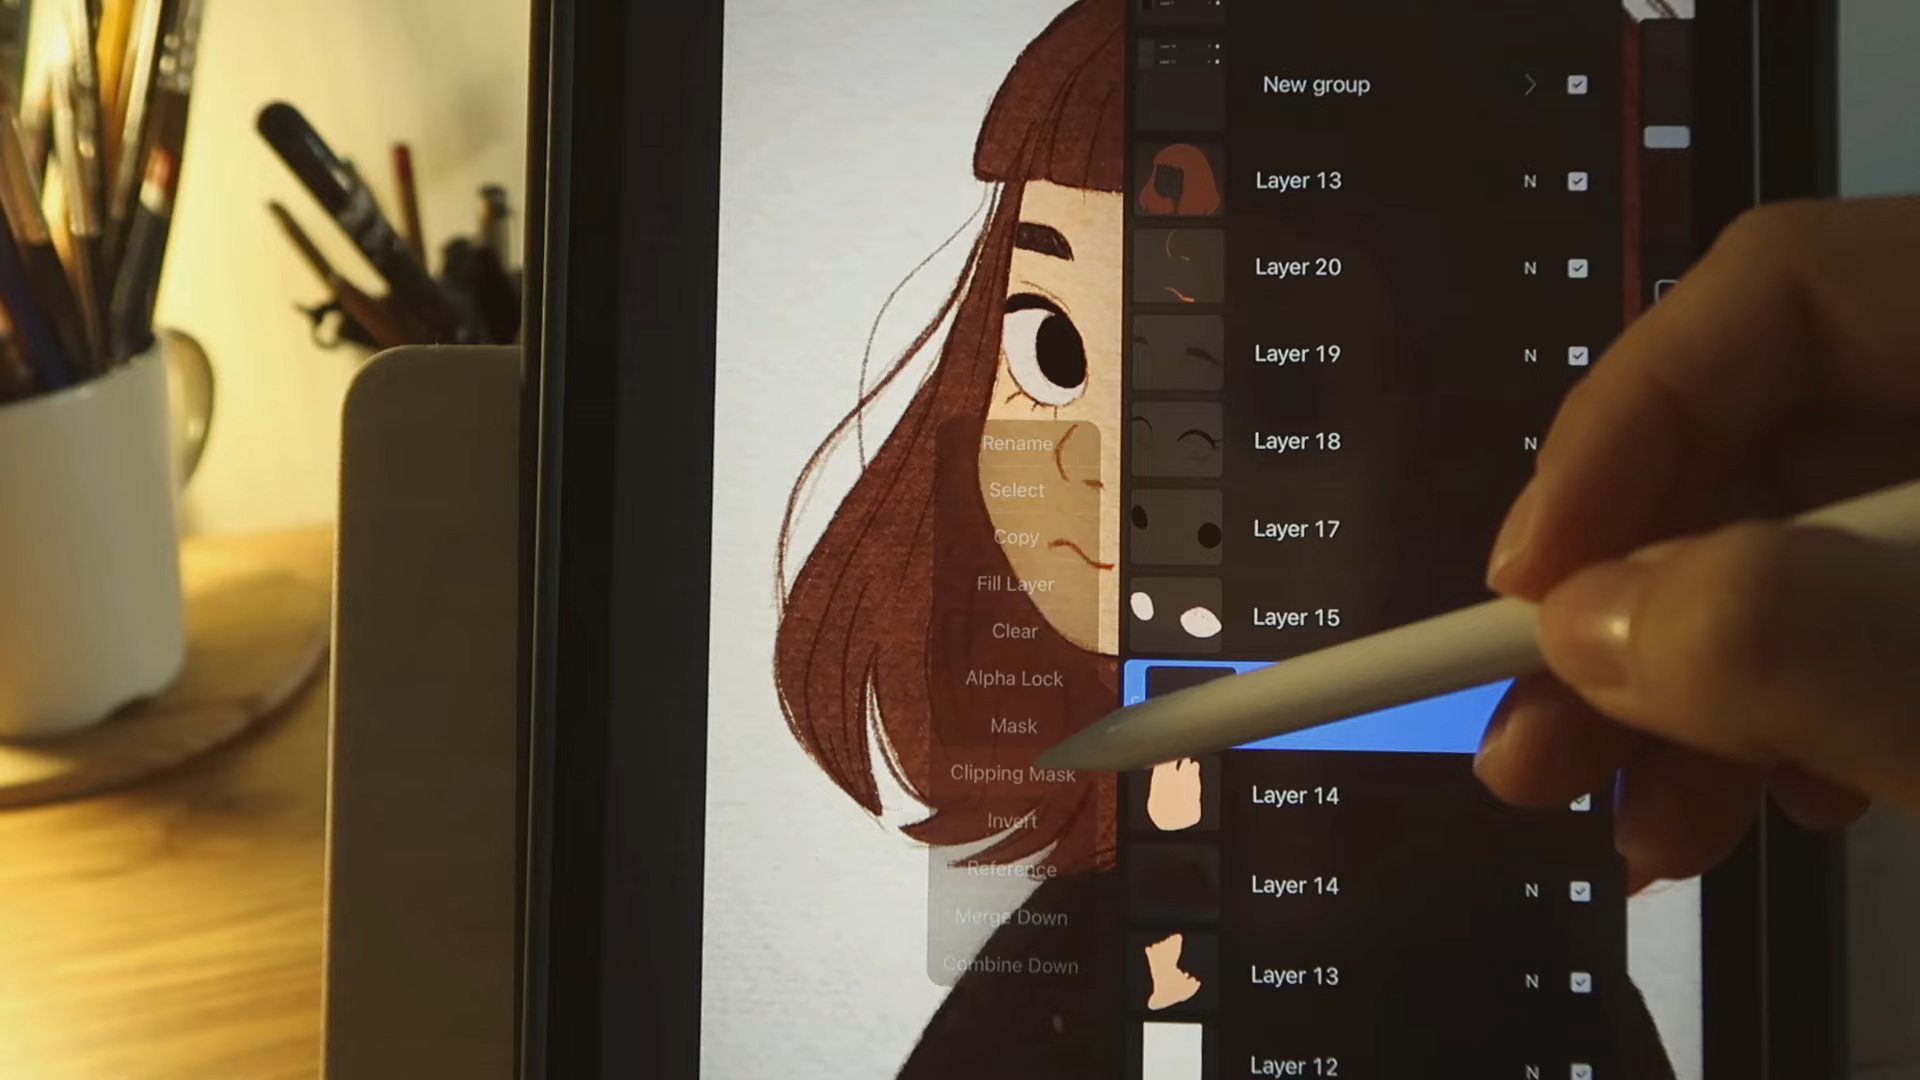 New group
Layer 13 N
Layer 20 N
Layer 19 N
Layer 18 N
Layer 17
Layer 15
Layer 14
Layer 14 N
Layer 13 N
Layer 12 N
Rename
Select
Copy
Fill Layer
Clear
Alpha Lock
Mask
Clipping Mask
Invert
Reference
Merge Down
Combine Down